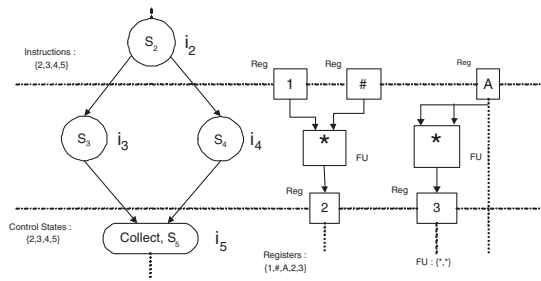 Instructions :
{2,3,4,5}
S2
i2
Reg
Reg
Reg
1
#
A
S3
i3
S4
i4
*
FU
*
FU
Reg
Reg
2
3
Control States :
{2,3,4,5}
Collect, S5
i5
Registers :
{1,#,A,2,3}
FU : {*,*}